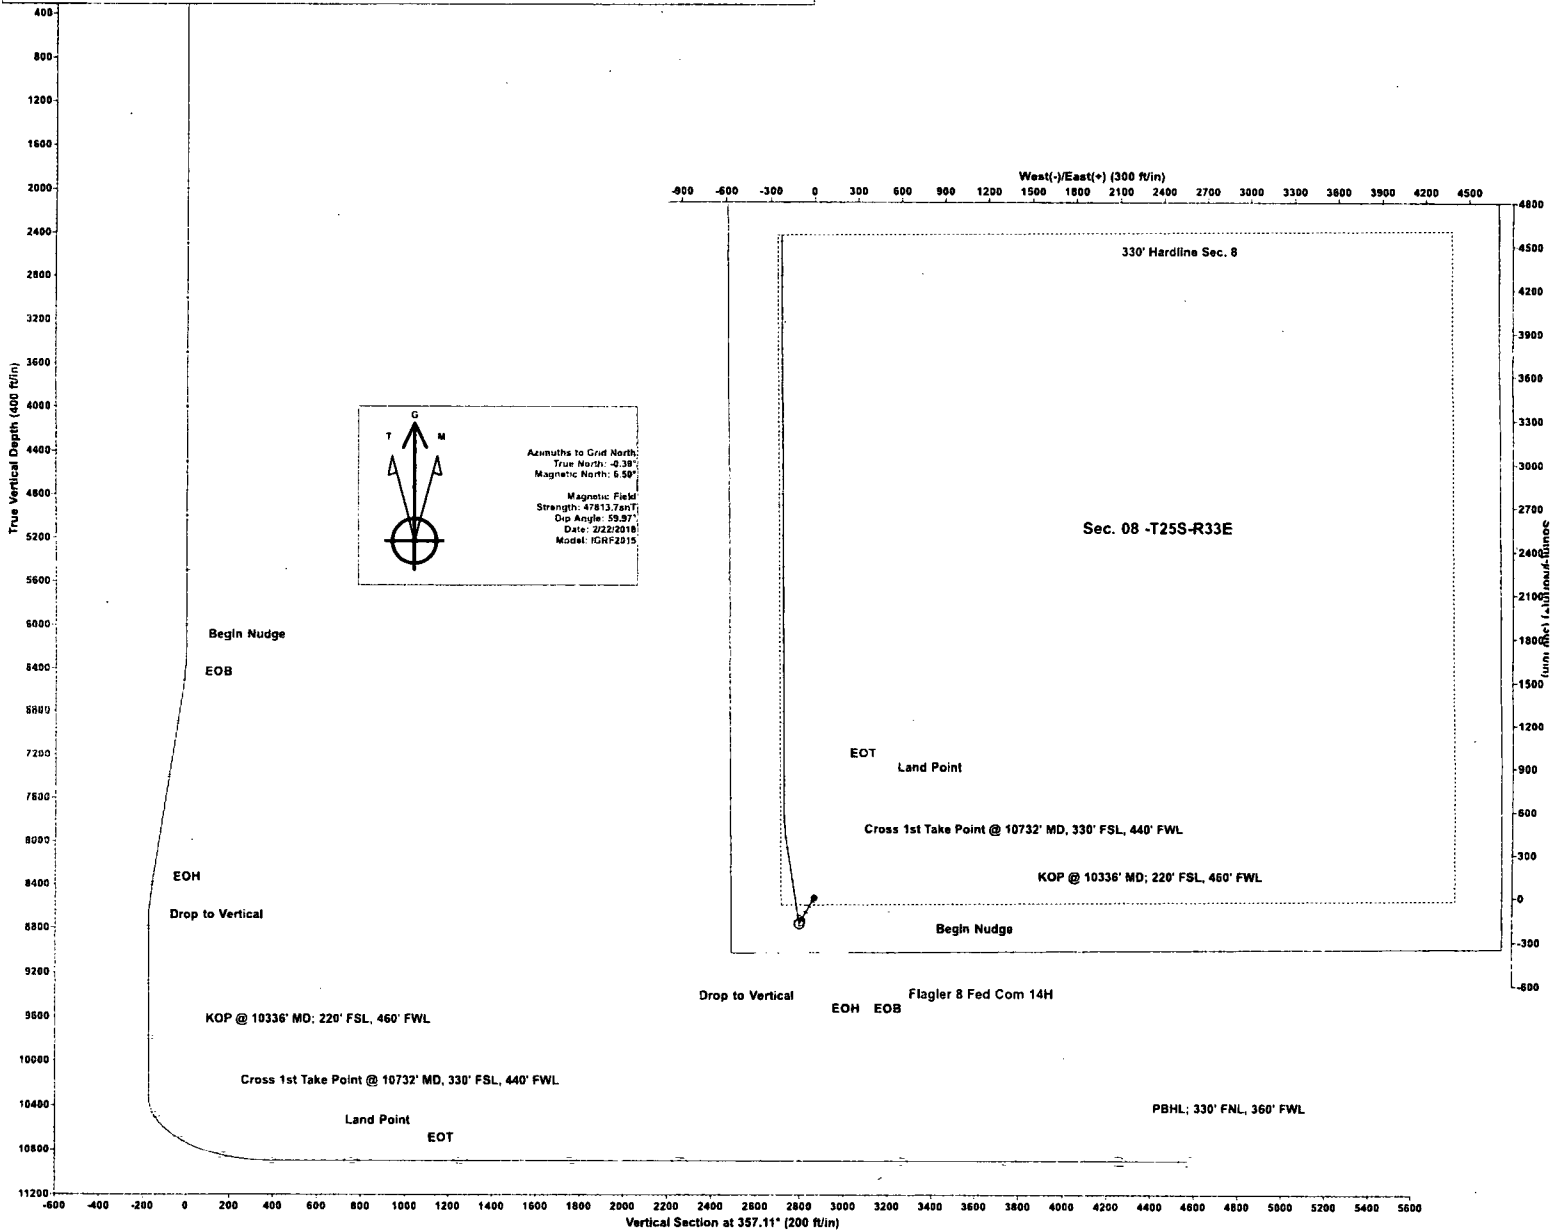 400
800
1200
1600
2000
2400
2800
3200
3600
4000
4400
4800
5200
5600
6000
6400
6800
7200
7600
8000
8400
8800
9200
9600
10000
10400
10800
11200
True Vertical Depth (400 ft/in)
-600 -400 -200 0 200 400 600 800 1000 1200 1400 1600 1800 2000 2200 2400 2600 2800 3000 3200 3400 3600 3800 4000 4200 4400 4600 4800 5000 5200 5400 5600
Vertical Section at 357.11° (200 ft/in)
Begin Nudge
EOB
EOH
Drop to Vertical
KOP @ 10336' MD; 220' FSL, 460' FWL
Cross 1st Take Point @ 10732' MD, 330' FSL, 440' FWL
Land Point
EOT
PBHL; 330' FNL, 360' FWL
G
T M
Azimuths to Grid North
True North: -0.39°
Magnetic North: 6.50°
Magnetic Field
Strength: 47813.7snT
Dip Angle: 59.97°
Date: 2/22/2018
Model: IGRF2015
West(-)/East(+) (300 ft/in)
-900 -600 -300 0 300 600 900 1200 1500 1800 2100 2400 2700 3000 3300 3600 3900 4200 4500
4800
4500
4200
3900
3600
3300
3000
2700
2400
2100
1800
1500
1200
900
600
300
0
-300
-600
330' Hardline Sec. 8
Sec. 08 -T25S-R33E
EOT
Land Point
Cross 1st Take Point @ 10732' MD, 330' FSL, 440' FWL
KOP @ 10336' MD; 220' FSL, 460' FWL
Begin Nudge
Drop to Vertical
Flagler 8 Fed Com 14H
EOH EOB